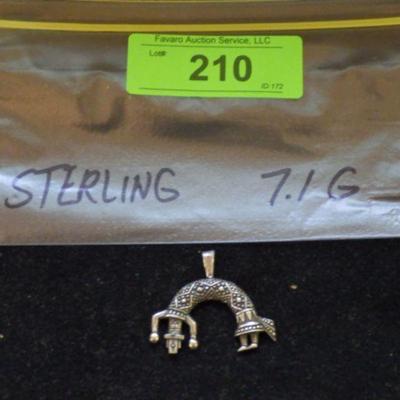 Favaro Auction Service, LLC
Lot#
210
ID:172
STERLING 7.1 G